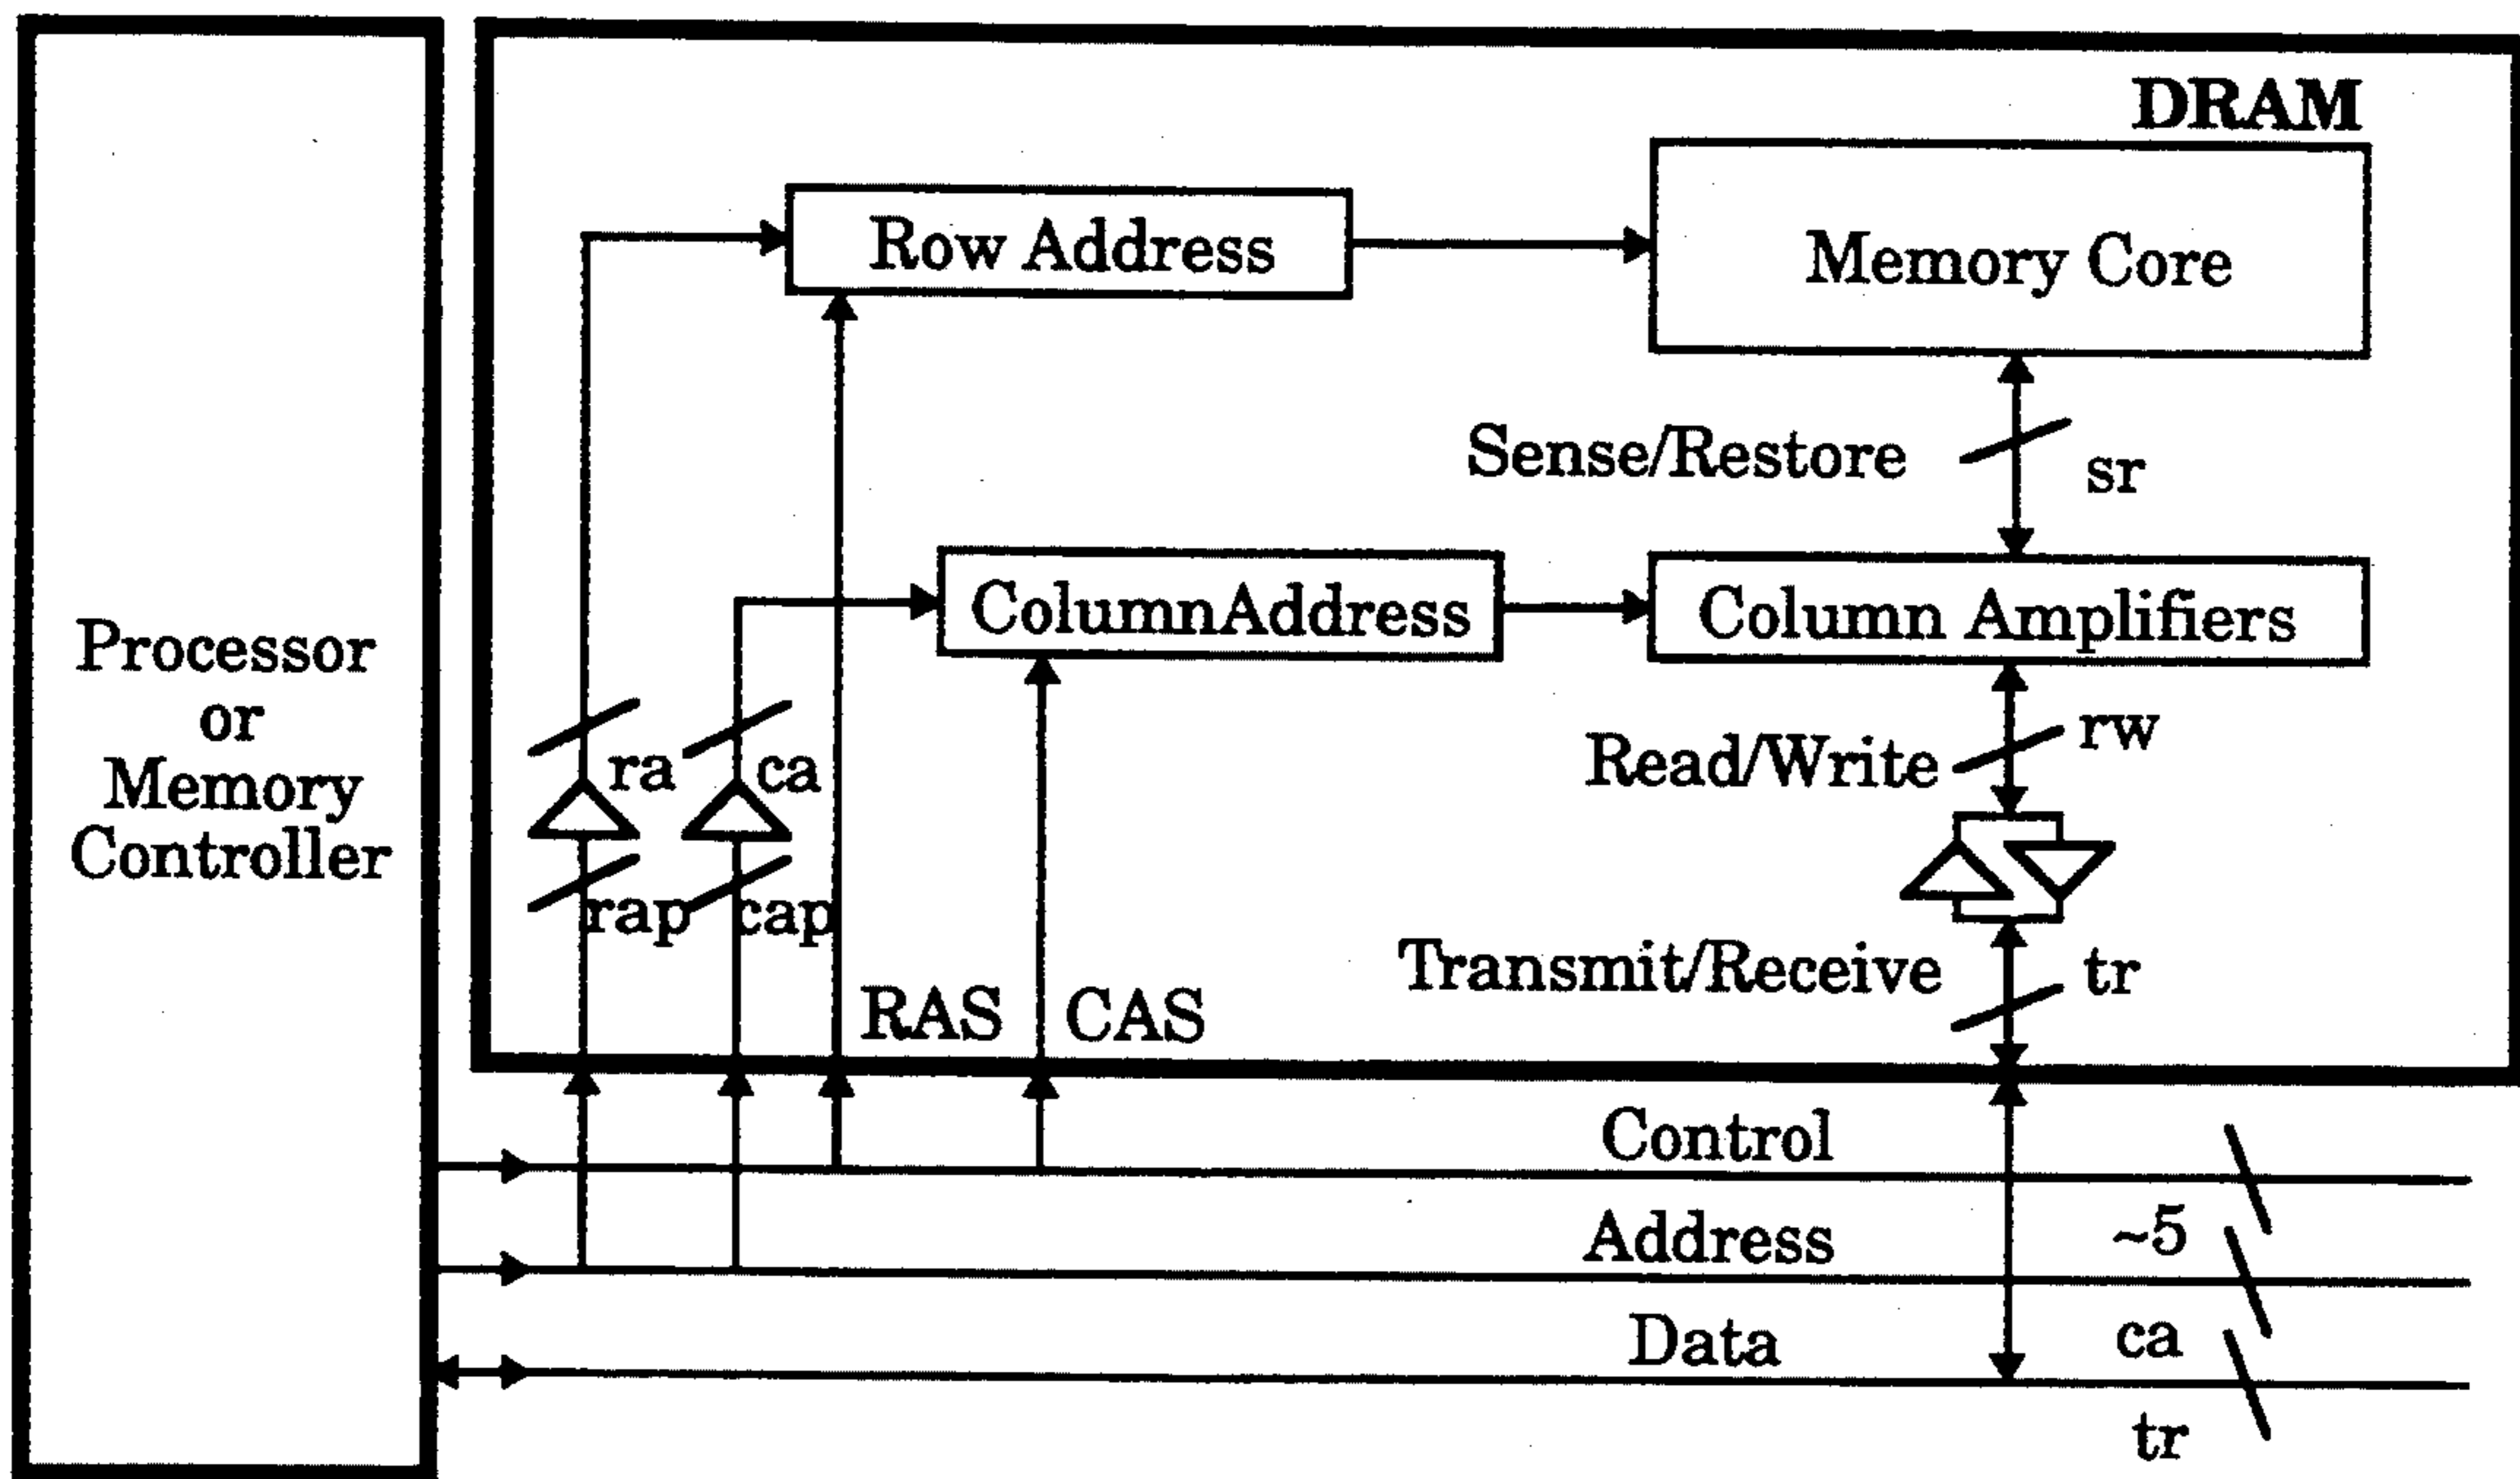 DRAM
Row Address
Memory Core
Sense/Restore
sr
ColumnAddress
Column Amplifiers
Processor
or
Memory
Controller
ra
ca
Read/Write
rw
rap
cap
Transmit/Receive
tr
RAS
CAS
Control
~5
Address
ca
Data
tr